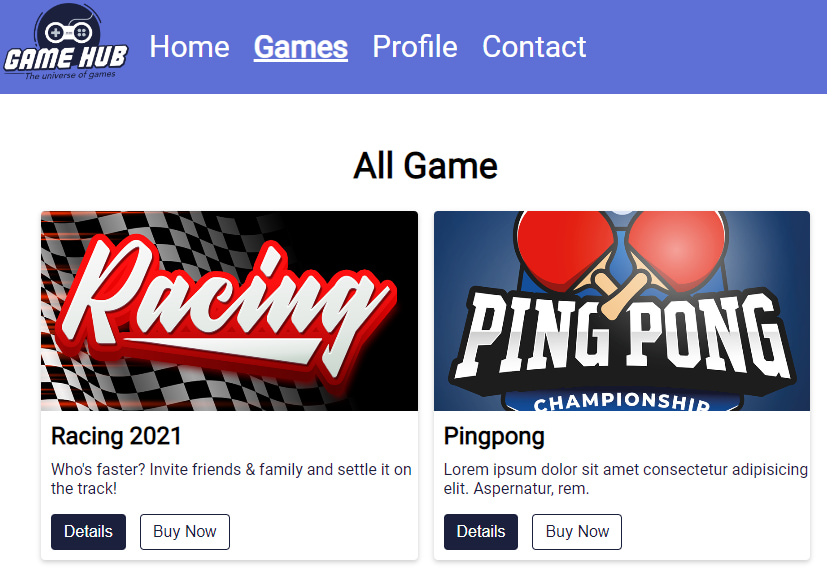 GAME HUB
The universe of games
Home Games Profile Contact
All Game
Racing
PING PONG
CHAMPIONSHIP
Racing 2021
Who's faster? Invite friends & family and settle it on
the track!
Details Buy Now
Pingpong
Lorem ipsum dolor sit amet consectetur adipisicing
elit. Aspernatur, rem.
Details Buy Now